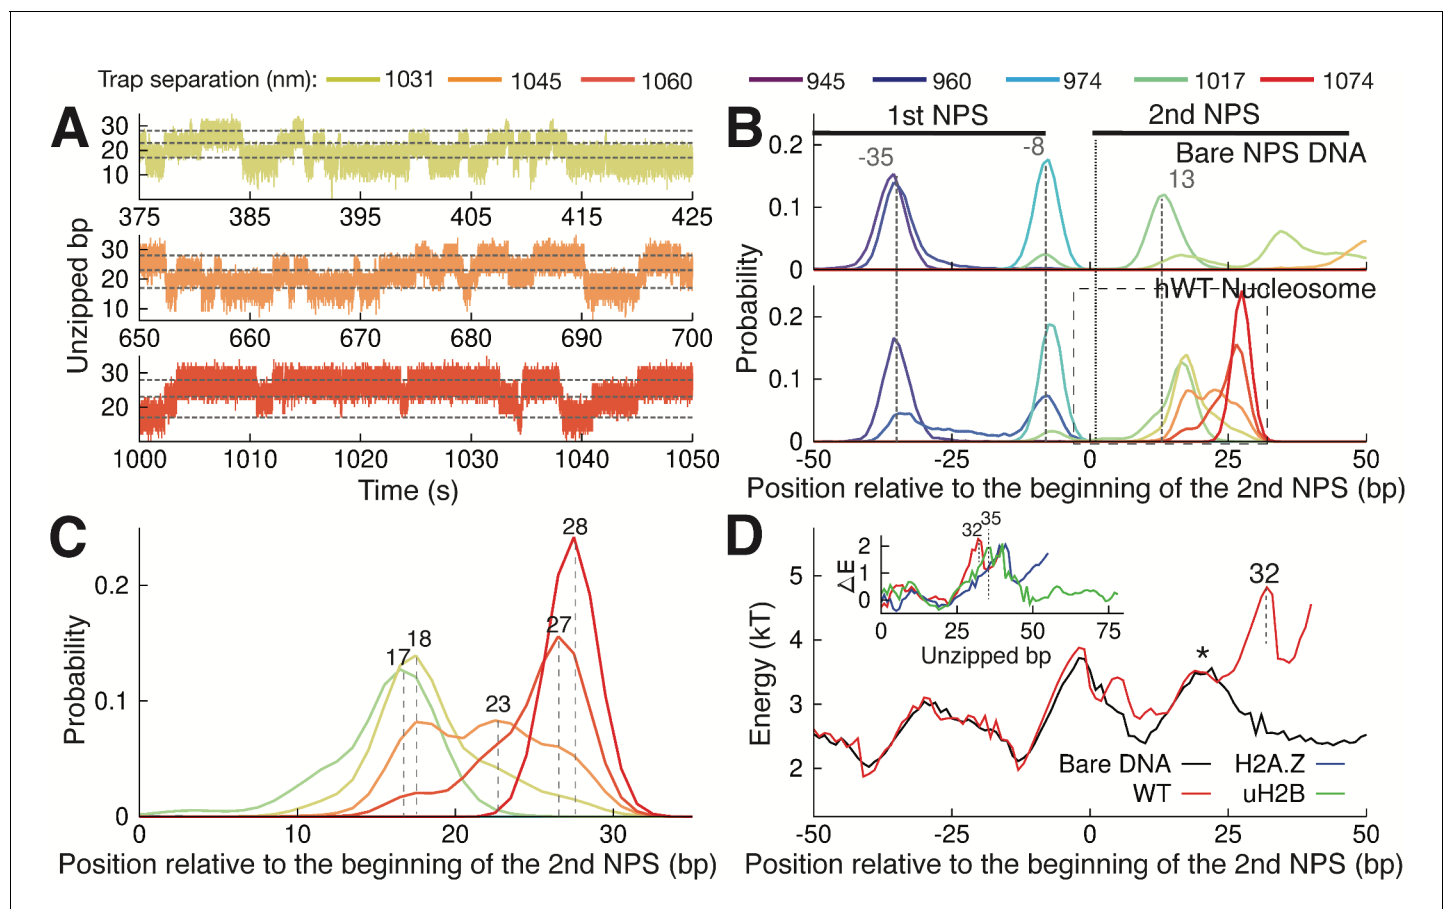 Trap separation (nm): 1031 1045 1060
945 960 974 1017 1074
A
30
20
10
375 385 395 405 415 425
30
20
10
650 660 670 680 690 700
30
20
1000 1010 1020 1030 1040 1050
Unzipped bp
Time (s)
B
1st NPS 2nd NPS
Bare NPS DNA
-35 -8 13
0.2
0.1
0
hWT Nucleosome
0.2
0.1
0
Probability
-50 -25 0 25 50
Position relative to the beginning of the 2nd NPS (bp)
C
28
27
18
17
23
0.2
0.1
0
Probability
0 10 20 30
Position relative to the beginning of the 2nd NPS (bp)
D
35
32
2
1
0
ΔE
0 25 50 75
Unzipped bp
32
*
5
4
3
2
Energy (kT)
Bare DNA H2A.Z
WT uH2B
-50 -25 0 25 50
Position relative to the beginning of the 2nd NPS (bp)